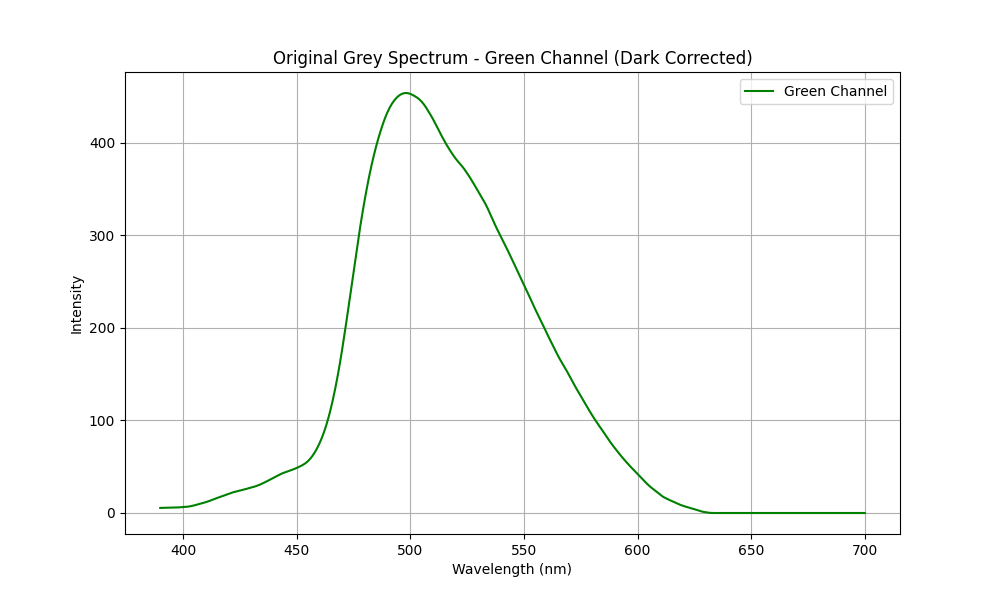 Original Grey Spectrum - Green Channel (Dark Corrected)
Green Channel
Intensity
400
300
200
100
0
400 450 500 550 600 650 700
Wavelength (nm)